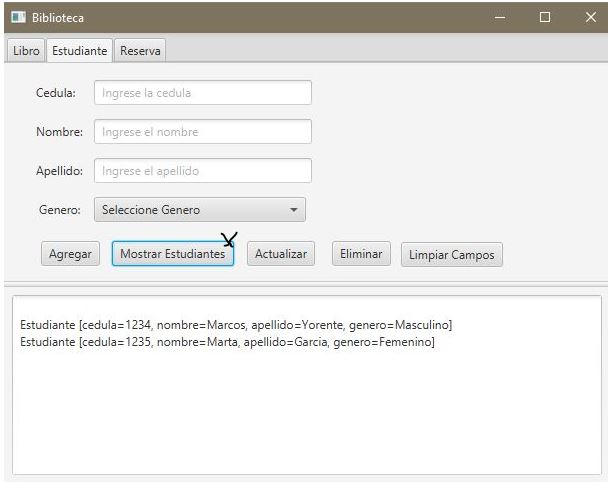 Biblioteca
Libro Estudiante Reserva
Cedula: Ingrese la cedula
Nombre: Ingrese el nombre
Apellido: Ingrese el apellido
Genero: Seleccione Genero
Agregar Mostrar Estudiantes Actualizar Eliminar Limpiar Campos
Estudiante [cedula=1234, nombre=Marcos, apellido=Yorente, genero=Masculino]
Estudiante [cedula=1235, nombre=Marta, apellido=Garcia, genero=Femenino]